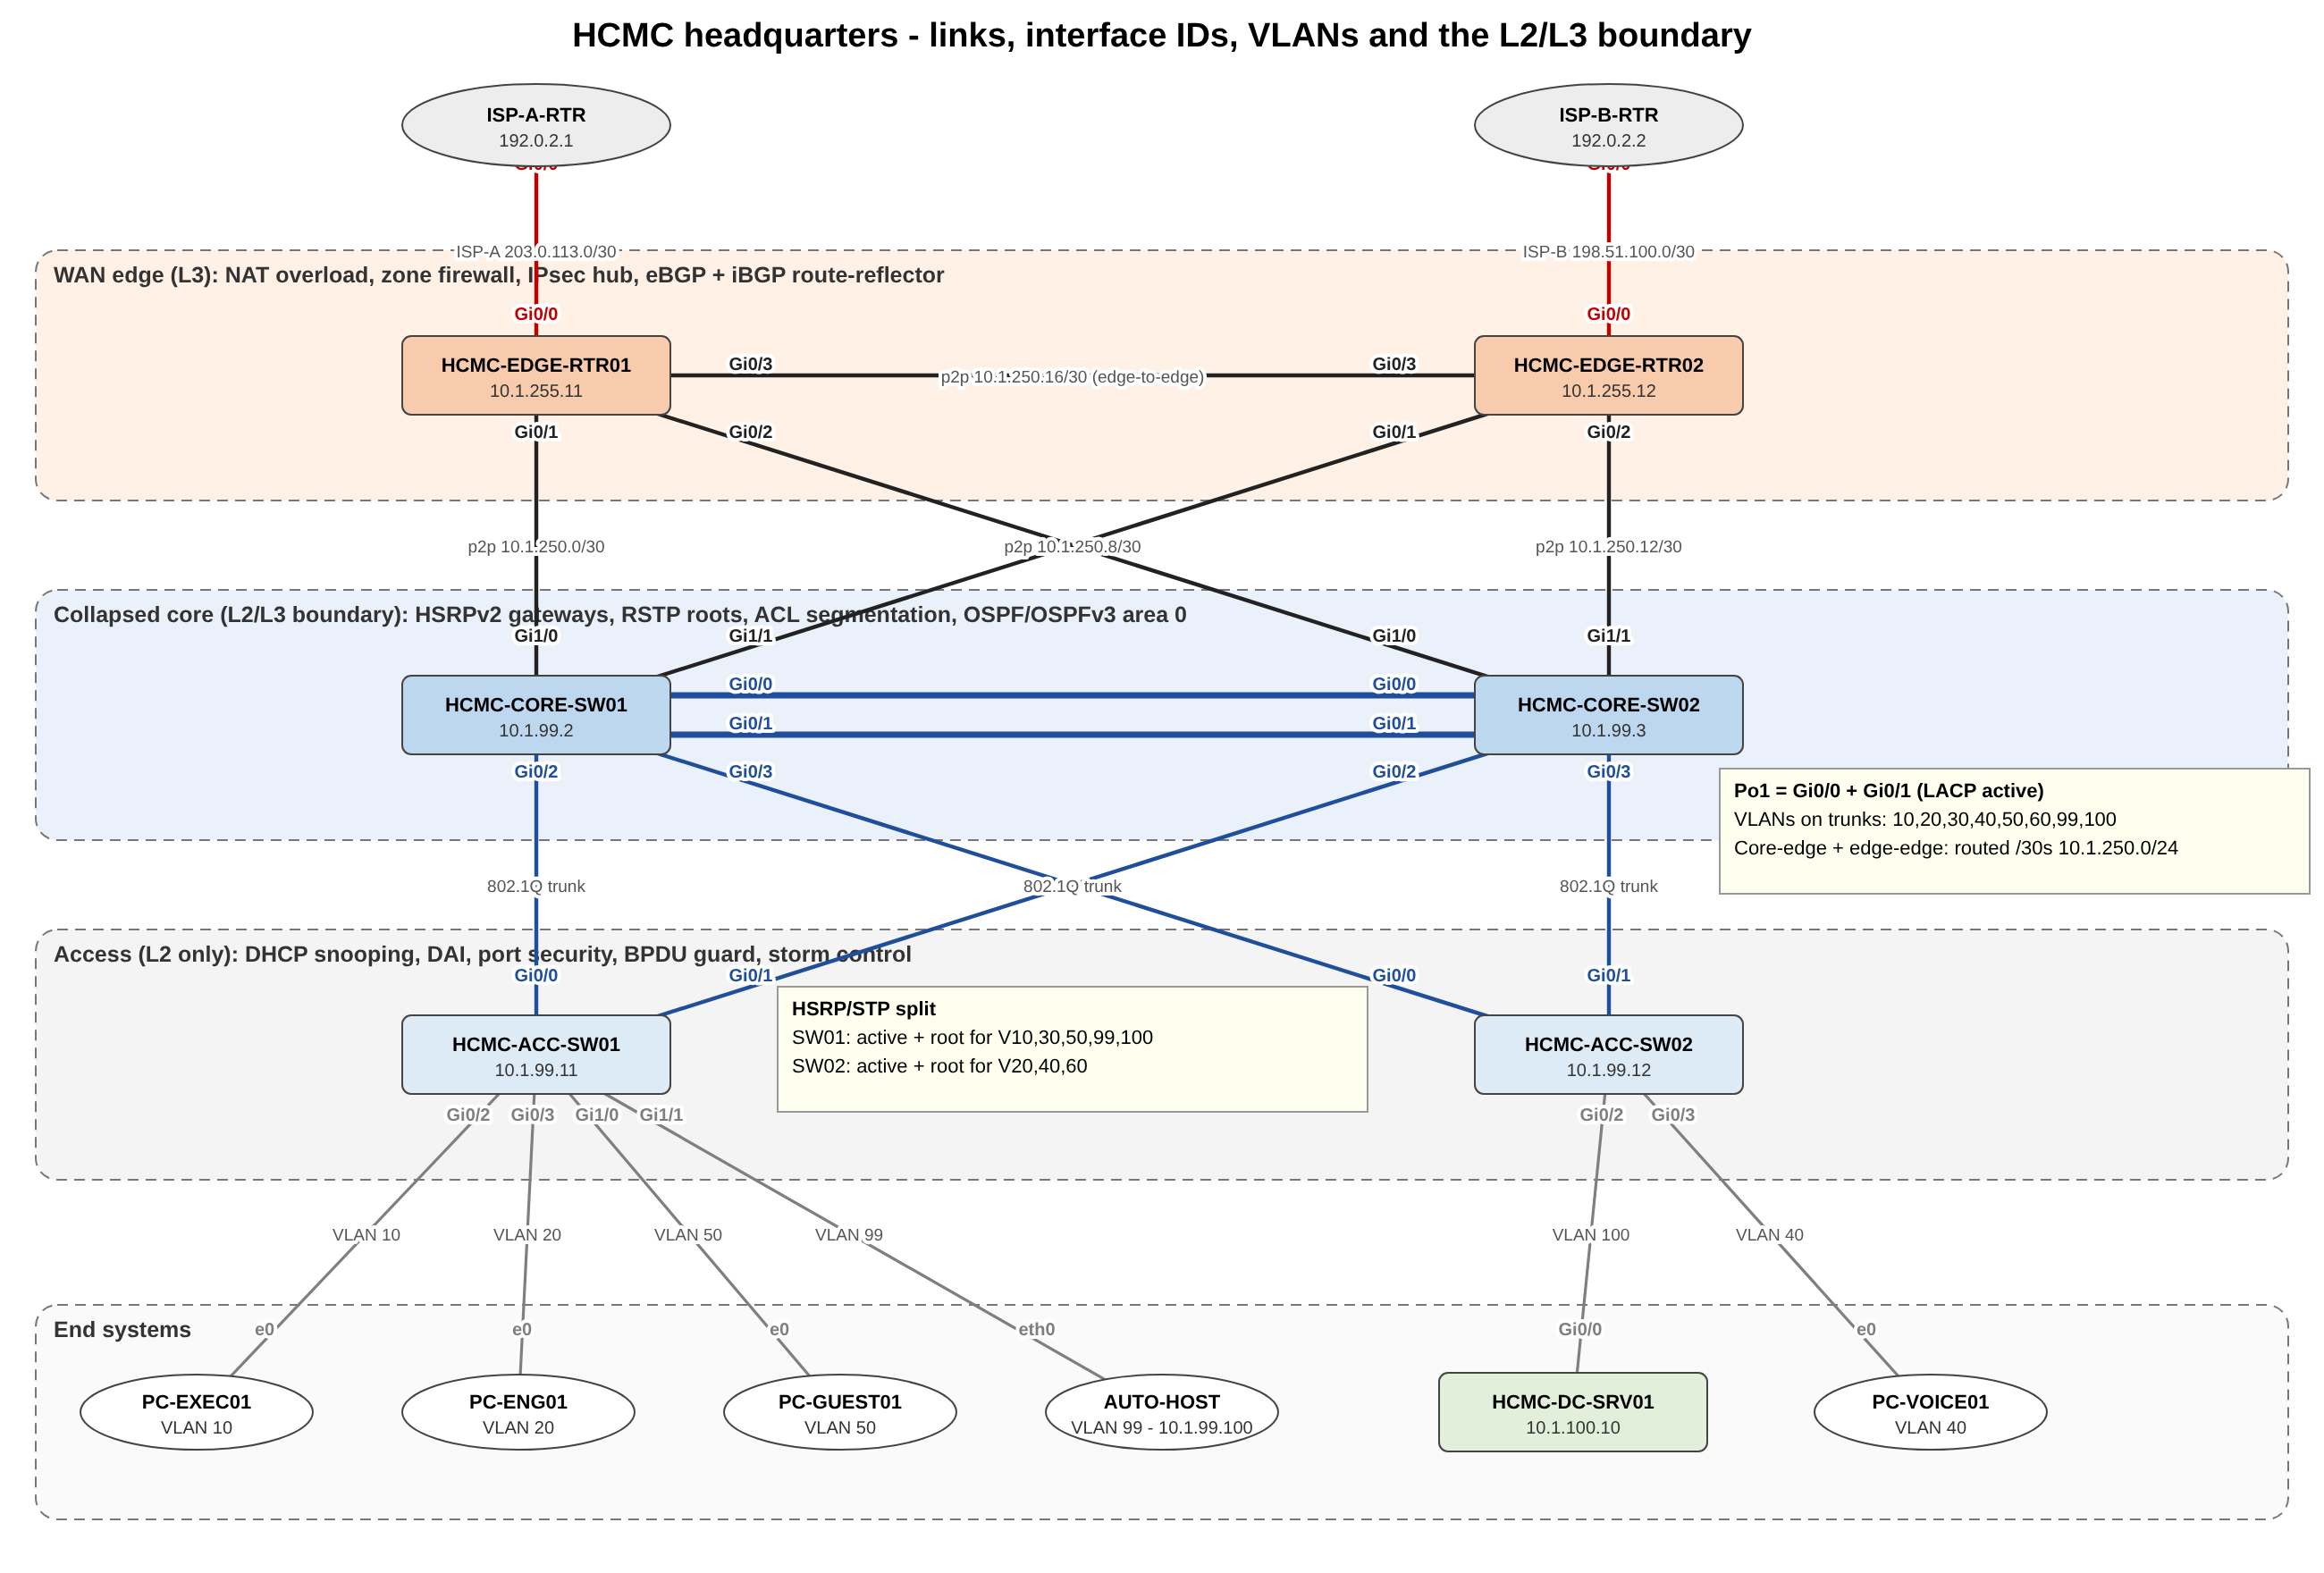 HCMC headquarters - links, interface IDs, VLANs and the L2/L3 boundary
ISP-A-RTR
192.0.2.1
ISP-B-RTR
192.0.2.2
Gi0/0
Gi0/0
ISP-A 203.0.113.0/30
ISP-B 198.51.100.0/30
WAN edge (L3): NAT overload, zone firewall, IPsec hub, eBGP + iBGP route-reflector
Gi0/0
Gi0/0
HCMC-EDGE-RTR01
10.1.255.11
Gi0/3
p2p 10.1.250.16/30 (edge-to-edge)
Gi0/3
HCMC-EDGE-RTR02
10.1.255.12
Gi0/1
Gi0/2
Gi0/1
Gi0/2
p2p 10.1.250.0/30
p2p 10.1.250.8/30
p2p 10.1.250.12/30
Collapsed core (L2/L3 boundary): HSRPv2 gateways, RSTP roots, ACL segmentation, OSPF/OSPFv3 area 0
Gi1/0
Gi1/1
Gi1/0
Gi1/1
HCMC-CORE-SW01
10.1.99.2
Gi0/0
Gi0/0
Gi0/1
Gi0/1
HCMC-CORE-SW02
10.1.99.3
Gi0/2
Gi0/3
Gi0/2
Gi0/3
Po1 = Gi0/0 + Gi0/1 (LACP active)
VLANs on trunks: 10,20,30,40,50,60,99,100
Core-edge + edge-edge: routed /30s 10.1.250.0/24
802.1Q trunk
802.1Q trunk
802.1Q trunk
Access (L2 only): DHCP snooping, DAI, port security, BPDU guard, storm control
Gi0/0
Gi0/1
Gi0/0
Gi0/1
HCMC-ACC-SW01
10.1.99.11
HSRP/STP split
SW01: active + root for V10,30,50,99,100
SW02: active + root for V20,40,60
HCMC-ACC-SW02
10.1.99.12
Gi0/2
Gi0/3
Gi1/0
Gi1/1
Gi0/2
Gi0/3
VLAN 10
VLAN 20
VLAN 50
VLAN 99
VLAN 100
VLAN 40
End systems
e0
e0
e0
eth0
Gi0/0
e0
PC-EXEC01
VLAN 10
PC-ENG01
VLAN 20
PC-GUEST01
VLAN 50
AUTO-HOST
VLAN 99 - 10.1.99.100
HCMC-DC-SRV01
10.1.100.10
PC-VOICE01
VLAN 40